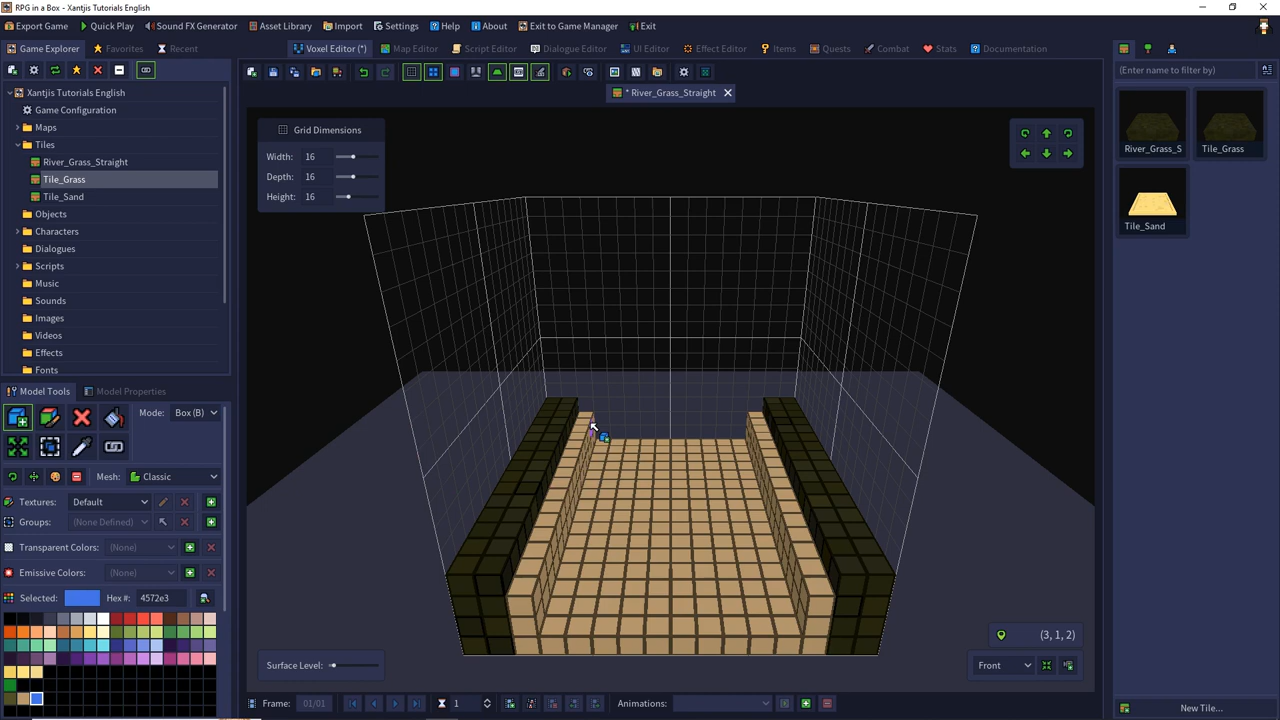 RPG in a Box - Xantjis Tutorials English
Export Game Quick Play Sound FX Generator Asset Library Import Settings Help About Exit to Game Manager Exit
Game Explorer Favorites Recent Voxel Editor (*) Map Editor Script Editor Dialogue Editor UI Editor Effect Editor Items Quests Combat Stats Documentation
(Enter name to filter by)
* River_Grass_Straight
Xantjis Tutorials English
Game Configuration
Maps
Tiles
River_Grass_Straight
Tile_Grass
Tile_Sand
Objects
Characters
Dialogues
Scripts
Music
Sounds
Images
Videos
Effects
Fonts
Grid Dimensions
Width: 16
Depth: 16
Height: 16
River_Grass_S
Tile_Grass
Tile_Sand
Model Tools Model Properties
Mode: Box (B)
Mesh: Classic
Textures: Default
Groups: (None Defined)
Transparent Colors: (None)
Emissive Colors: (None)
Selected: Hex #: 4572e3
(3, 1, 2)
Surface Level:
Front
Frame: 01/01 1 Animations:
New Tile...